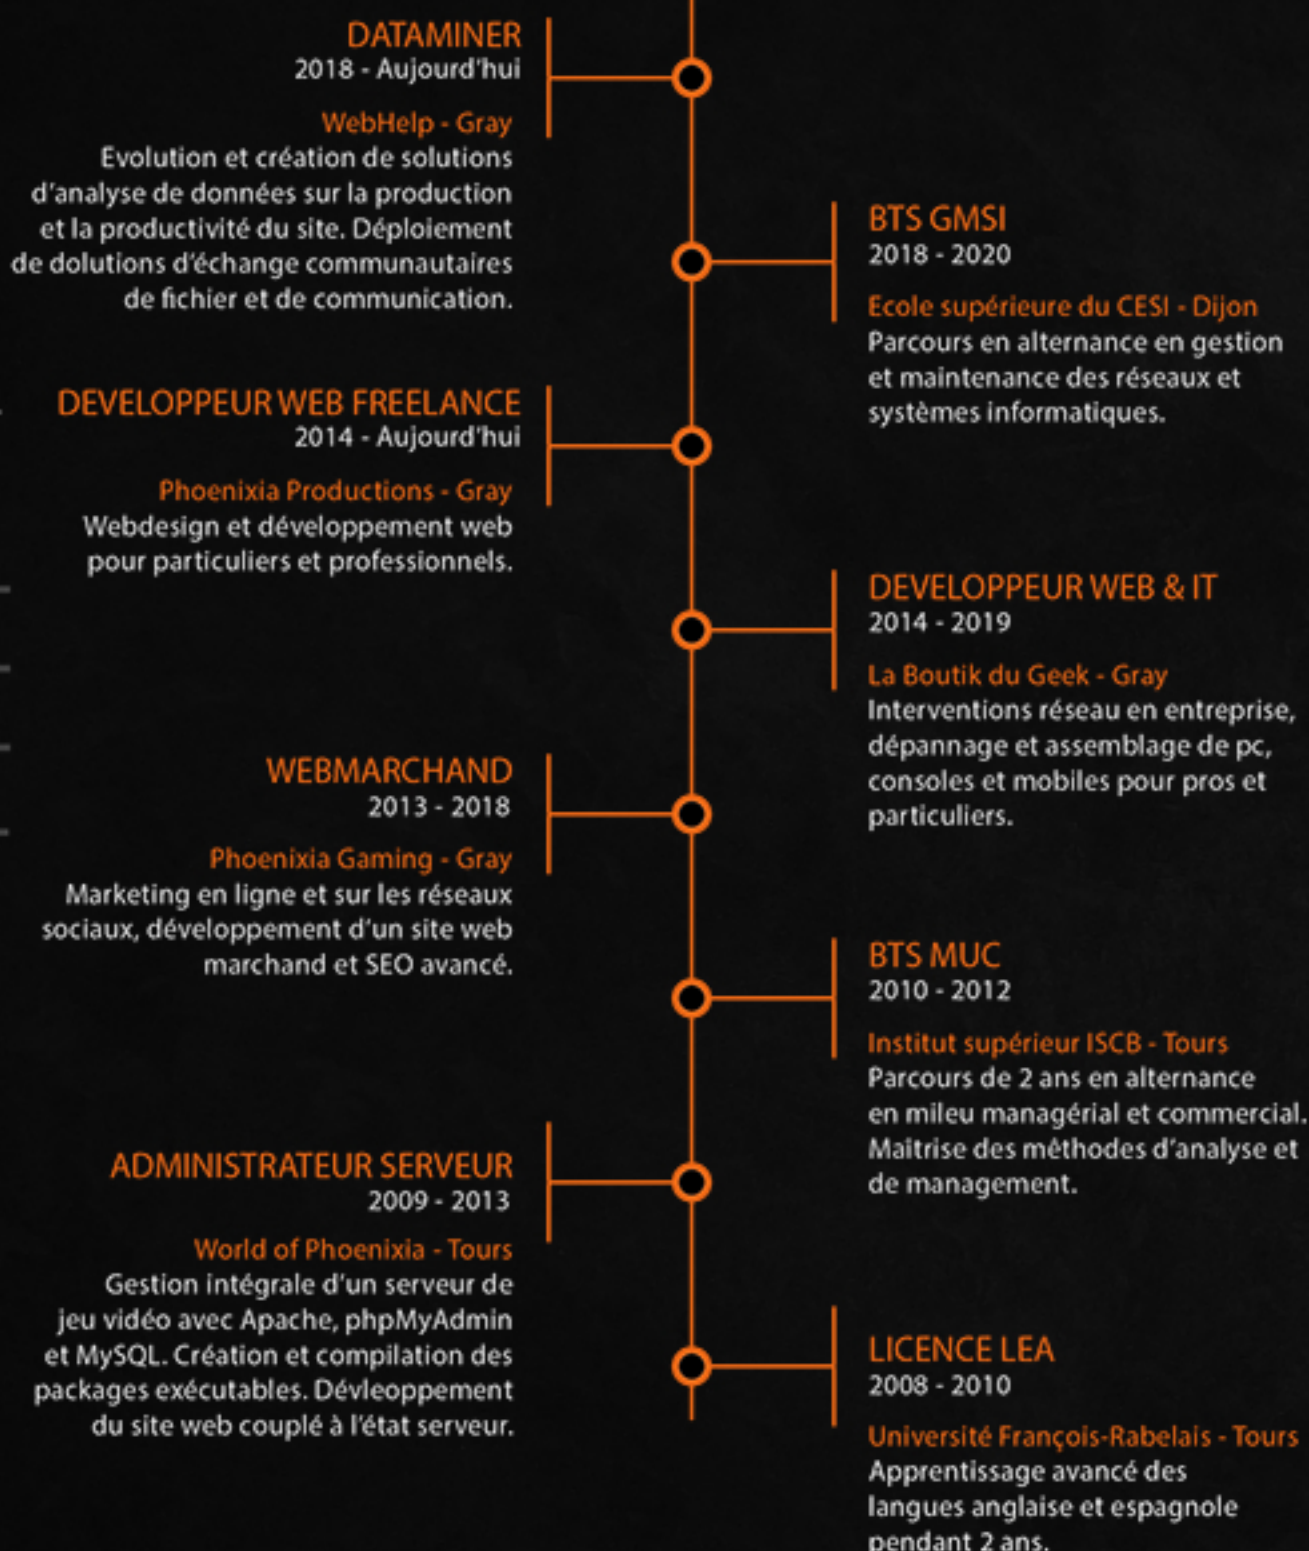 DATAMINER
2018 - Aujourd'hui
WebHelp - Gray
Evolution et création de solutions
d'analyse de données sur la production
et la productivité du site. Déploiement
de dolutions d'échange communautaires
de fichier et de communication.
BTS GMSI
2018 - 2020
Ecole supérieure du CESI - Dijon
Parcours en alternance en gestion
et maintenance des réseaux et
systèmes informatiques.
DEVELOPPEUR WEB FREELANCE
2014 - Aujourd'hui
Phoenixia Productions - Gray
Webdesign et développement web
pour particuliers et professionnels.
DEVELOPPEUR WEB & IT
2014 - 2019
La Boutik du Geek - Gray
Interventions réseau en entreprise,
dépannage et assemblage de pc,
consoles et mobiles pour pros et
particuliers.
WEBMARCHAND
2013 - 2018
Phoenixia Gaming - Gray
Marketing en ligne et sur les réseaux
sociaux, développement d'un site web
marchand et SEO avancé.
BTS MUC
2010 - 2012
Institut supérieur ISCB - Tours
Parcours de 2 ans en alternance
en mileu managérial et commercial.
Maitrise des mêthodes d'analyse et
de management.
ADMINISTRATEUR SERVEUR
2009 - 2013
World of Phoenixia - Tours
Gestion intégrale d'un serveur de
jeu vidéo avec Apache, phpMyAdmin
et MySQL. Création et compilation des
packages exécutables. Dévleoppement
du site web couplé à l'état serveur.
LICENCE LEA
2008 - 2010
Université François-Rabelais - Tours
Apprentissage avancé des
langues anglaise et espagnole
pendant 2 ans.